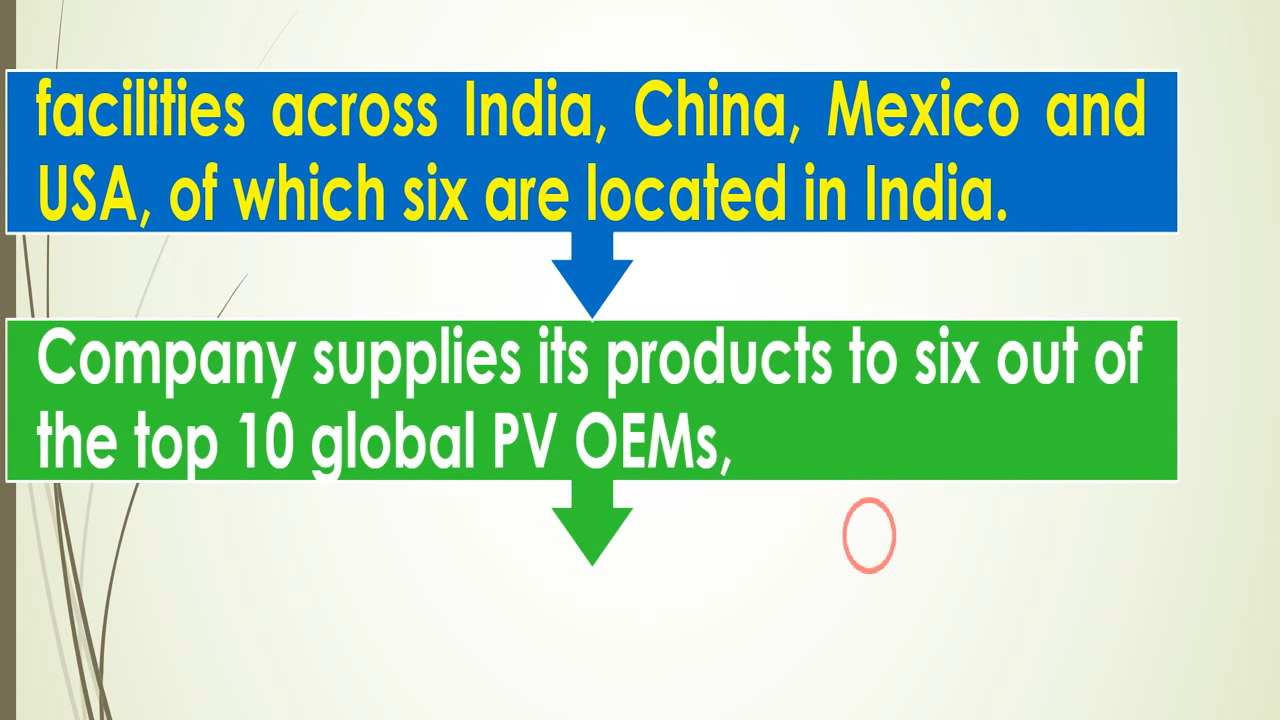 facilities across India, China, Mexico and
USA, of which six are located in India.
Company supplies its products to six out of
the top 10 global PV OEMs,